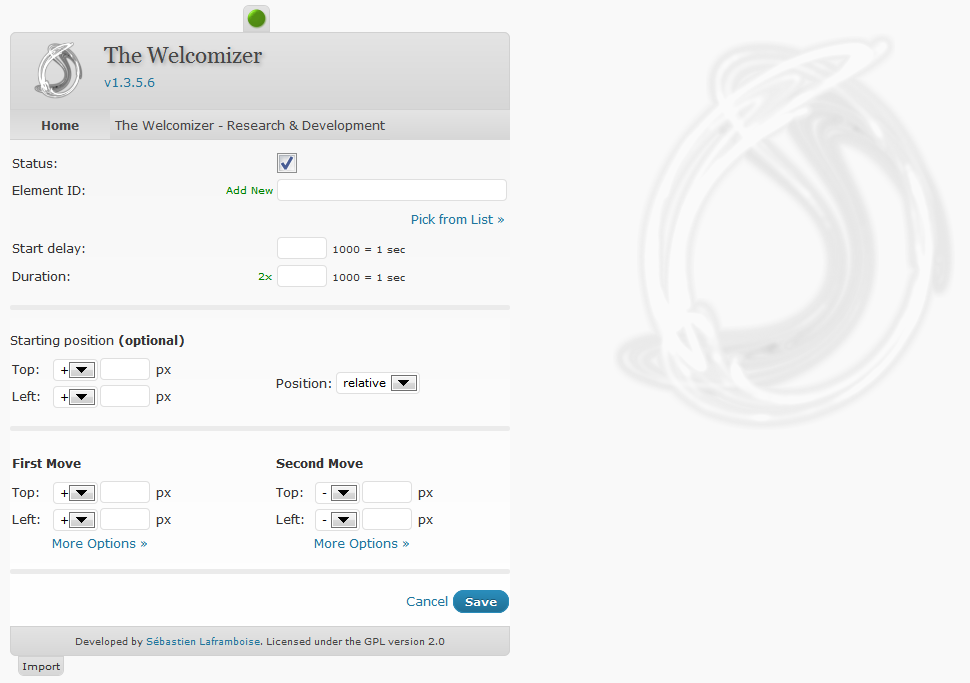 The Welcomizer
v1.3.5.6
Home The Welcomizer - Research & Development
Status:
Element ID: Add New
Pick from List »
Start delay: 1000 = 1 sec
Duration: 2x 1000 = 1 sec
Starting position (optional)
Top: + px
Position: relative
Left: + px
First Move Second Move
Top: + px Top: - px
Left: + px Left: - px
More Options » More Options »
Cancel Save
Developed by Sébastien Laframboise. Licensed under the GPL version 2.0
Import